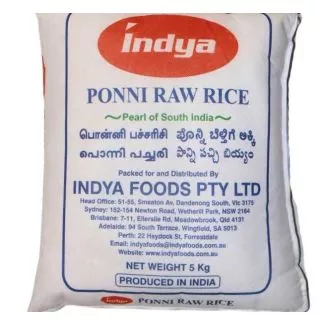 indya
PONNI RAW RICE
~Pearl of South India~
பொன்னி பச்சரிசி ಪೊನ್ನಿ ಬೆಳ್ತಿಗೆ ಅಕ್ಕಿ
പൊന്നി പച്ചരി పొన్ని పచ్చి బియ్యం
Packed for and Distributed By
INDYA FOODS PTY LTD
Head Office: 51-55, Smeaton Av, Dandenong South, Vic 3175
Sydney: 152-154 Newton Road, Wetherill Park, NSW 2164
Brisbane: 7-11, Ellerslie Rd, Meadowbrook, Qld 4131
Adelaide: 94 South Terrace, Wingfield, SA 5013
Perth: 22 Haydock St, Forrestdale
Email: indyafoods@indyafoods.com.au
Website: www.indyafoods.com.au
NET WEIGHT 5 Kg
PRODUCED IN INDIA
indya PONNI RAW RICE